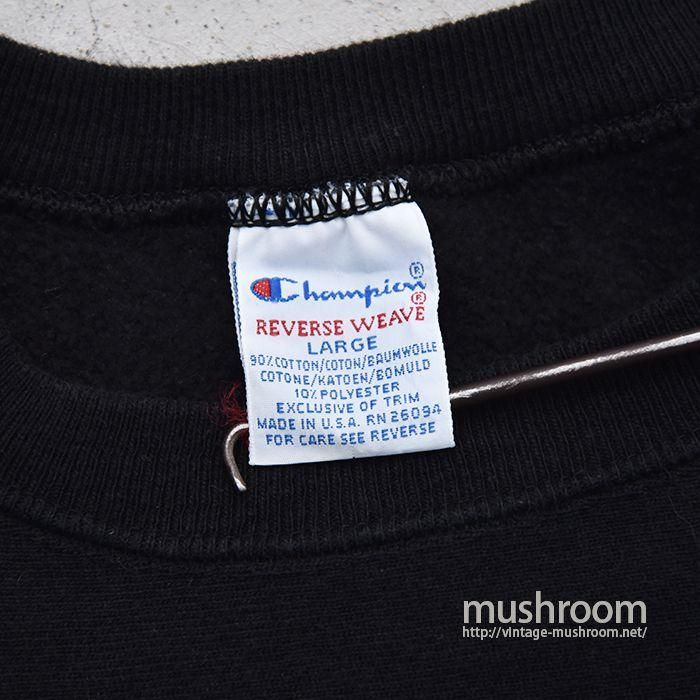 Champion®
REVERSE WEAVE®
LARGE
90% COTTON/COTON/BAUMWOLLE
COTONE/KATOEN/BOMULD
10% POLYESTER
EXCLUSIVE OF TRIM
MADE IN U.S.A. RN 26094
FOR CARE SEE REVERSE
mushroom
http://vintage-mushroom.net/